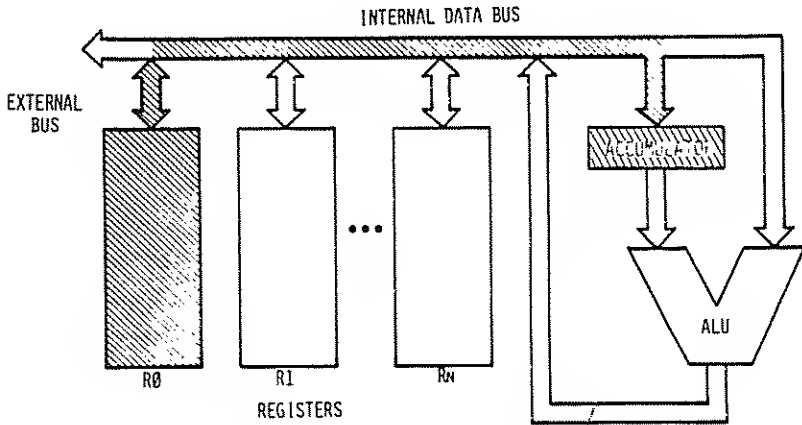 INTERNAL DATA BUS
EXTERNAL
BUS
ACCUMULATOR
•••
ALU
RØ
R1
RN
REGISTERS